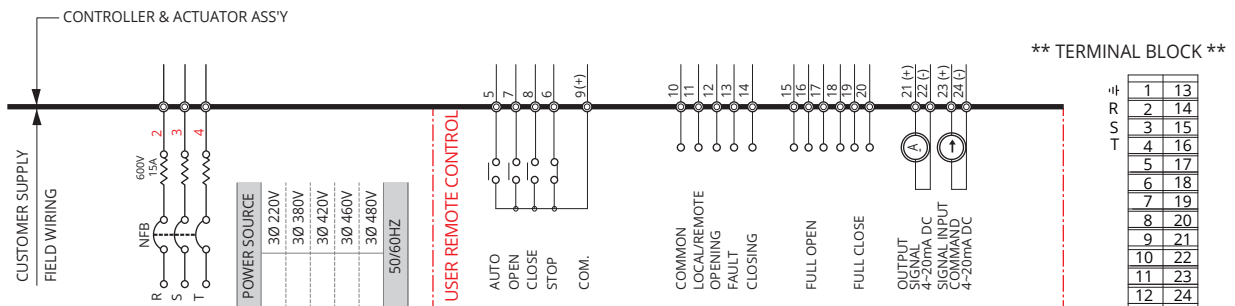 CONTROLLER & ACTUATOR ASS'Y
CUSTOMER SUPPLY
FIELD WIRING
2
3
4
600V
15A
NFB
R
S
T
POWER SOURCE
3Ø 220V
3Ø 380V
3Ø 420V
3Ø 460V
3Ø 480V
50/60HZ
USER REMOTE CONTROL
5
7
8
6
9(+)
AUTO
OPEN
CLOSE
STOP
COM.
10
11
12
13
14
COMMON
LOCAL/REMOTE
OPENING
FAULT
CLOSING
15
16
17
18
19
20
FULL OPEN
FULL CLOSE
21 (+)
22 (-)
23 (+)
24 (-)
A
OUTPUT
SIGNAL
4~20mA DC
SIGNAL INPUT
COMMAND
4~20mA DC
** TERMINAL BLOCK **
1 13
R 2 14
S 3 15
T 4 16
5 17
6 18
7 19
8 20
9 21
10 22
11 23
12 24